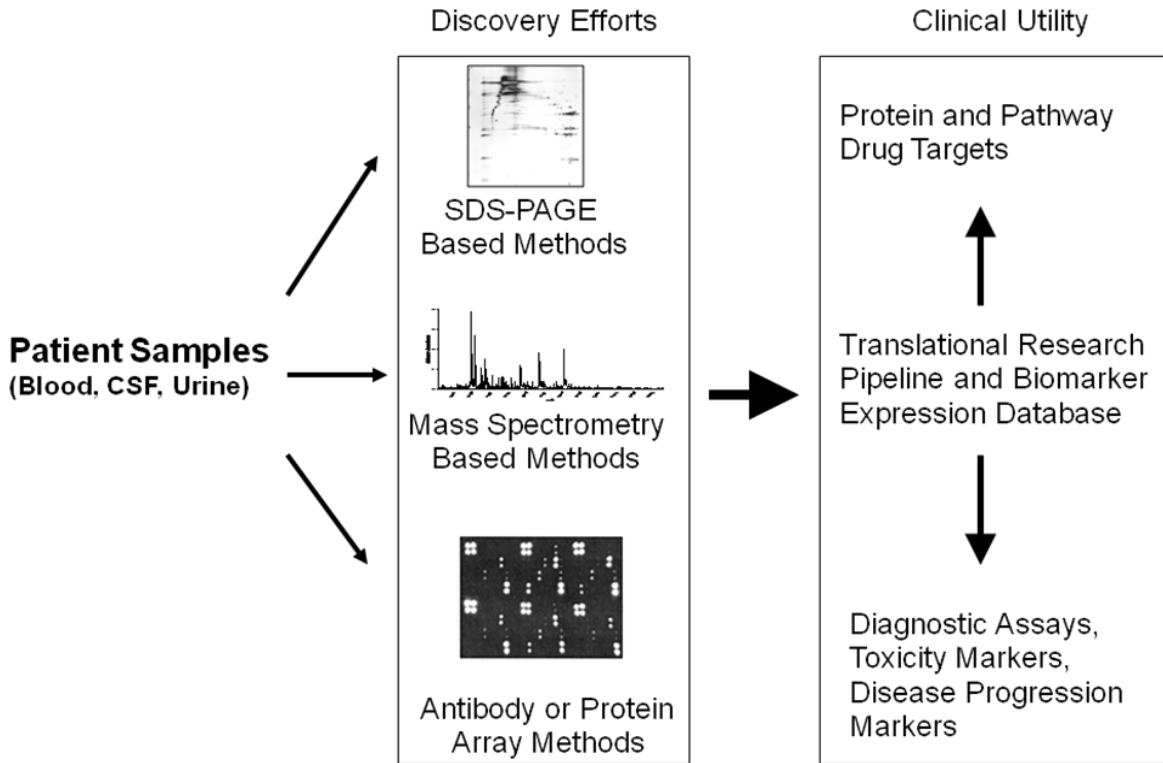 Discovery Efforts
Clinical Utility
Patient Samples
(Blood, CSF, Urine)
SDS-PAGE
Based Methods
Mass Spectrometry
Based Methods
Antibody or Protein
Array Methods
Protein and Pathway
Drug Targets
Translational Research
Pipeline and Biomarker
Expression Database
Diagnostic Assays,
Toxicity Markers,
Disease Progression
Markers